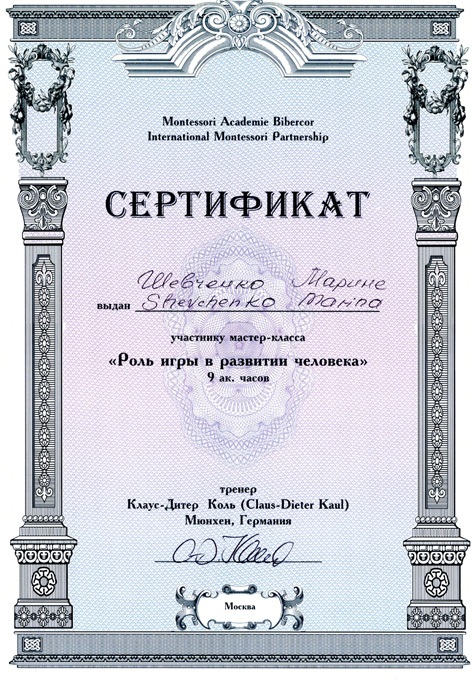 Montessori Academie Bibercor
International Montessori Partnership
СЕРТИФИКАТ
Шевченко Марине
выдан Shevchenko Marina
участнику мастер-класса
«Роль игры в развитии человека»
9 ак. часов
тренер
Клаус-Дитер Коль (Claus-Dieter Kaul)
Мюнхен, Германия
Москва